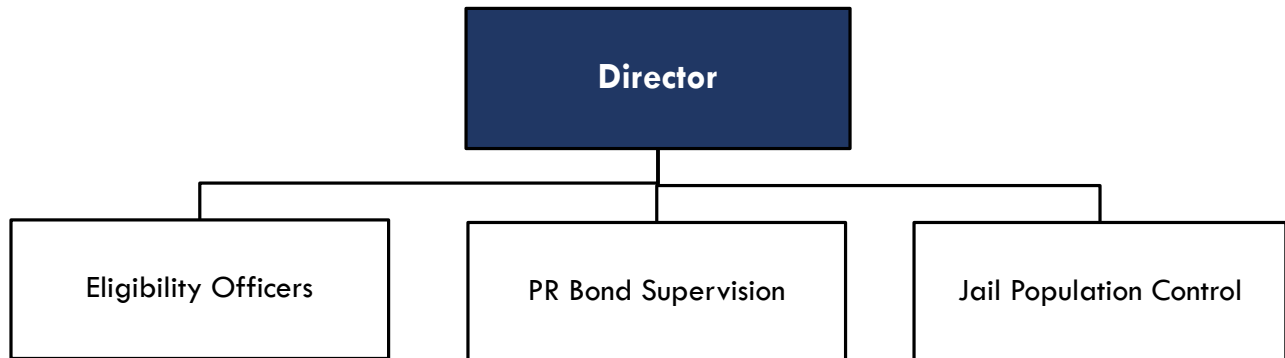 Director
Eligibility Officers
PR Bond Supervision
Jail Population Control